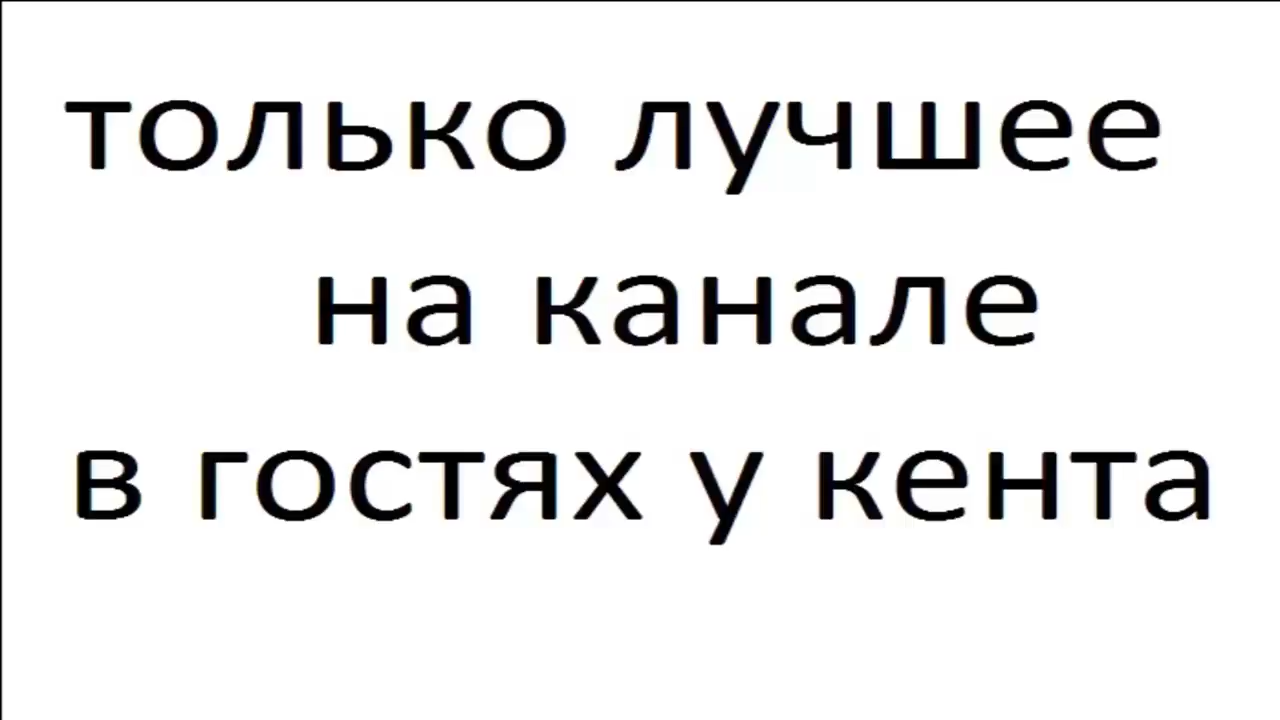 только лучшее
на канале
в гостях у кента